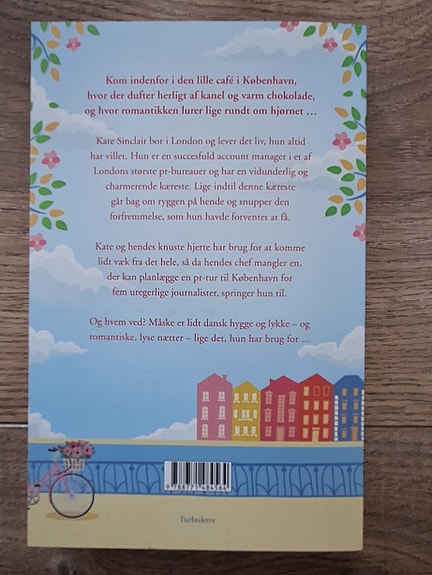 Kom indenfor i den lille café i København,
hvor der dufter herligt af kanel og varm chokolade,
og hvor romantikken lurer lige rundt om hjørnet ...
Kate Sinclair bor i London og lever det liv, hun altid
har villet. Hun er en succesfuld account manager i et af
Londons største pr-bureauer og har en vidunderlig og
charmerende kæreste. Lige indtil denne kæreste
går bag om ryggen på hende og snupper den
forfremmelse, som hun havde forventet at få.
Kate og hendes knuste hjerte har brug for at komme
lidt væk fra det hele, så da hendes chef mangler en,
der kan planlægge en pr-tur til København for
fem uregerlige journalister, springer hun til.
Og hvem ved? Måske er lidt dansk hygge og lykke – og
romantiske, lyse nætter – lige det, hun har brug for ...
9 788771 484564
Turbulenz